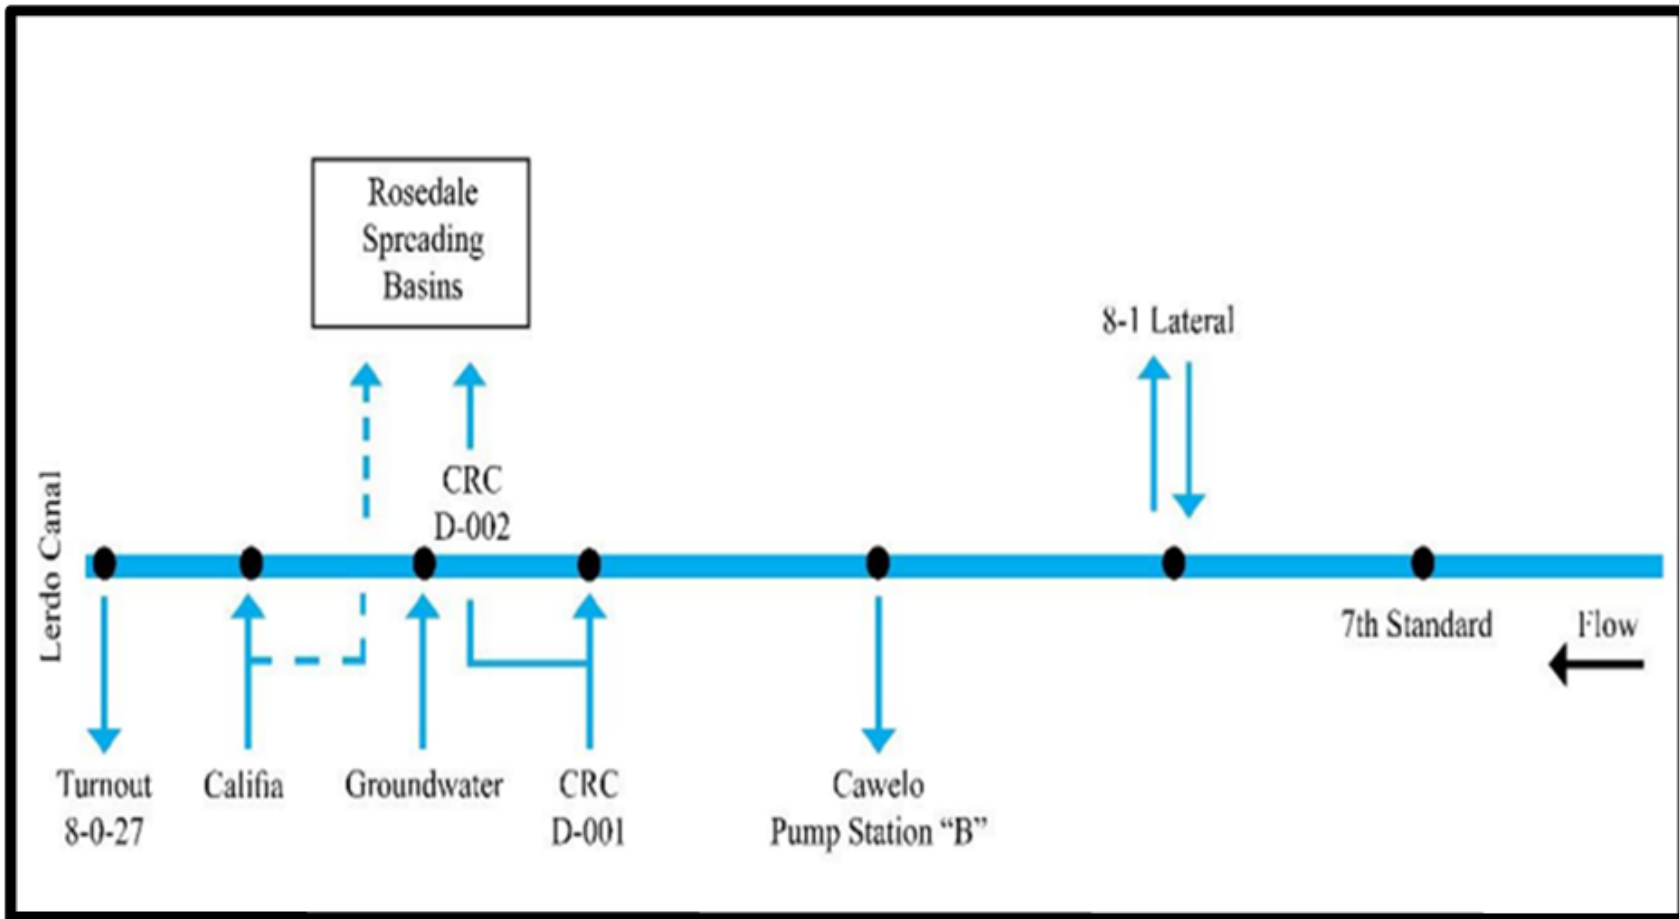 Rosedale
Spreading
Basins
8-1 Lateral
CRC
D-002
Lerdo Canal
7th Standard
Flow
Turnout
8-0-27
Califia
Groundwater
CRC
D-001
Cawelo
Pump Station “B”